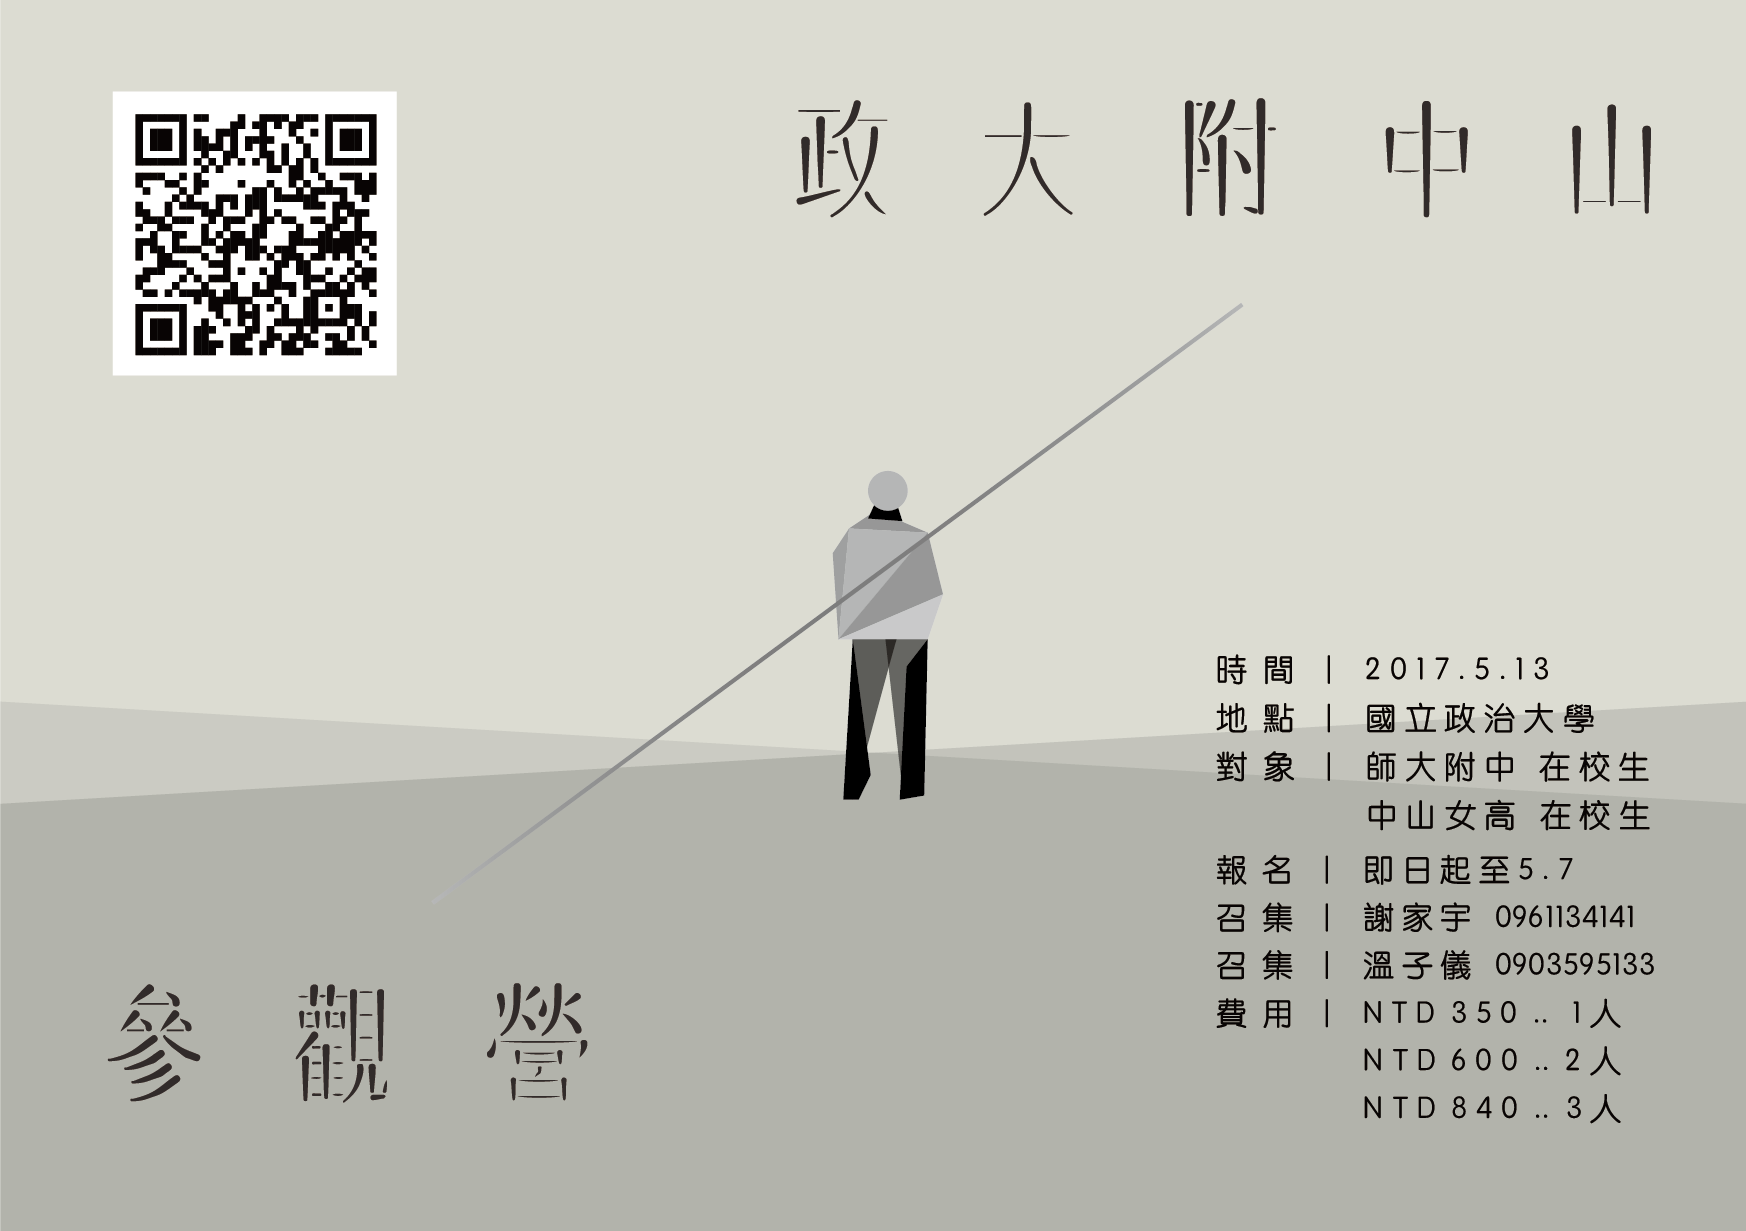 政大附中山
時間｜2017.5.13
地點｜國立政治大學
對象｜師大附中 在校生
中山女高 在校生
報名｜即日起至5.7
召集｜謝家宇 0961134141
召集｜溫子儀 0903595133
費用｜NTD 350 .. 1人
NTD 600 .. 2人
NTD 840 .. 3人
參觀營